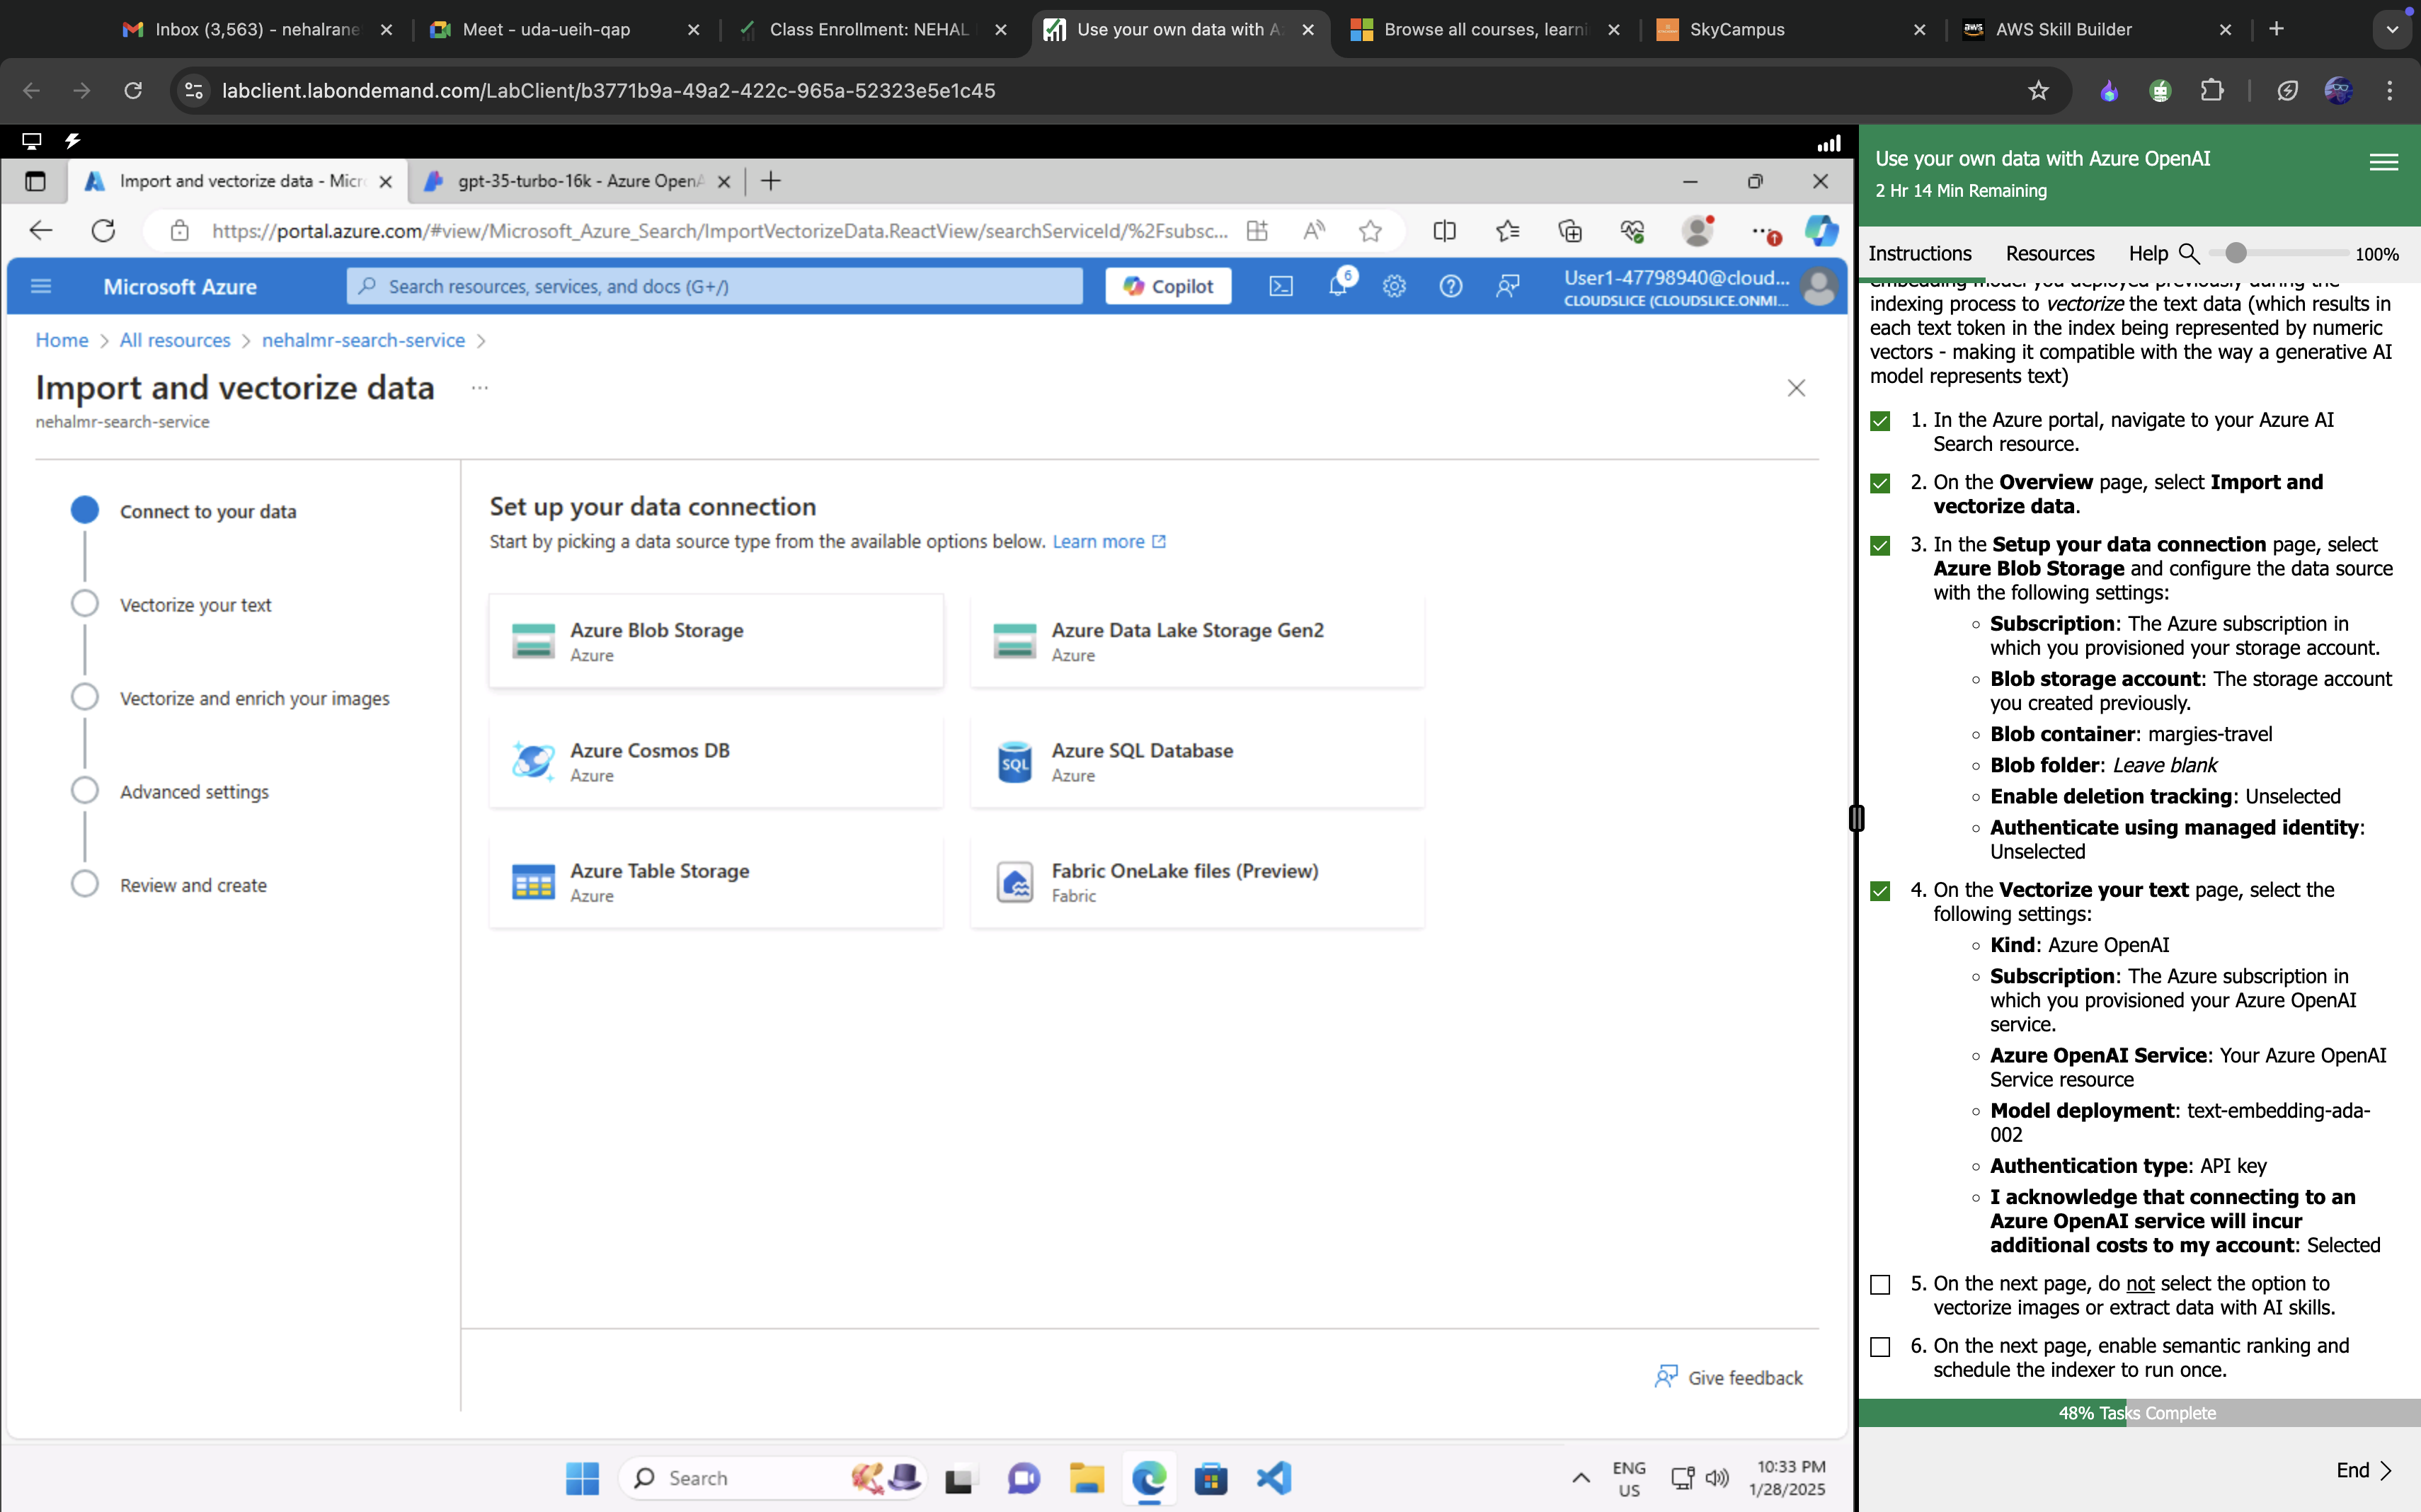 Inbox (3,563) - nehalrane
Meet - uda-ueih-qap
Class Enrollment: NEHAL
Use your own data with A
Browse all courses, learni
SkyCampus
AWS Skill Builder
labclient.labondemand.com/LabClient/b3771b9a-49a2-422c-965a-52323e5e1c45
Import and vectorize data - Micr
gpt-35-turbo-16k - Azure OpenA
https://portal.azure.com/#view/Microsoft_Azure_Search/ImportVectorizeData.ReactView/searchServiceId/%2Fsubsc...
Microsoft Azure
Search resources, services, and docs (G+/)
Copilot
6
User1-47798940@cloud...
CLOUDSLICE (CLOUDSLICE.ONMI...
Home > All resources > nehalmr-search-service >
Import and vectorize data ...
nehalmr-search-service
Connect to your data
Vectorize your text
Vectorize and enrich your images
Advanced settings
Review and create
Set up your data connection
Start by picking a data source type from the available options below. Learn more
Azure Blob Storage
Azure
Azure Data Lake Storage Gen2
Azure
Azure Cosmos DB
Azure
SQL
Azure SQL Database
Azure
Azure Table Storage
Azure
Fabric OneLake files (Preview)
Fabric
Give feedback
Search
ENG
US
10:33 PM
1/28/2025
Use your own data with Azure OpenAI
2 Hr 14 Min Remaining
Instructions Resources Help 100%
embedding model you deployed previously during the
indexing process to vectorize the text data (which results in
each text token in the index being represented by numeric
vectors - making it compatible with the way a generative AI
model represents text)
1. In the Azure portal, navigate to your Azure AI
Search resource.
2. On the Overview page, select Import and
vectorize data.
3. In the Setup your data connection page, select
Azure Blob Storage and configure the data source
with the following settings:
Subscription: The Azure subscription in
which you provisioned your storage account.
Blob storage account: The storage account
you created previously.
Blob container: margies-travel
Blob folder: Leave blank
Enable deletion tracking: Unselected
Authenticate using managed identity:
Unselected
4. On the Vectorize your text page, select the
following settings:
Kind: Azure OpenAI
Subscription: The Azure subscription in
which you provisioned your Azure OpenAI
service.
Azure OpenAI Service: Your Azure OpenAI
Service resource
Model deployment: text-embedding-ada-
002
Authentication type: API key
I acknowledge that connecting to an
Azure OpenAI service will incur
additional costs to my account: Selected
5. On the next page, do not select the option to
vectorize images or extract data with AI skills.
6. On the next page, enable semantic ranking and
schedule the indexer to run once.
48% Tasks Complete
End